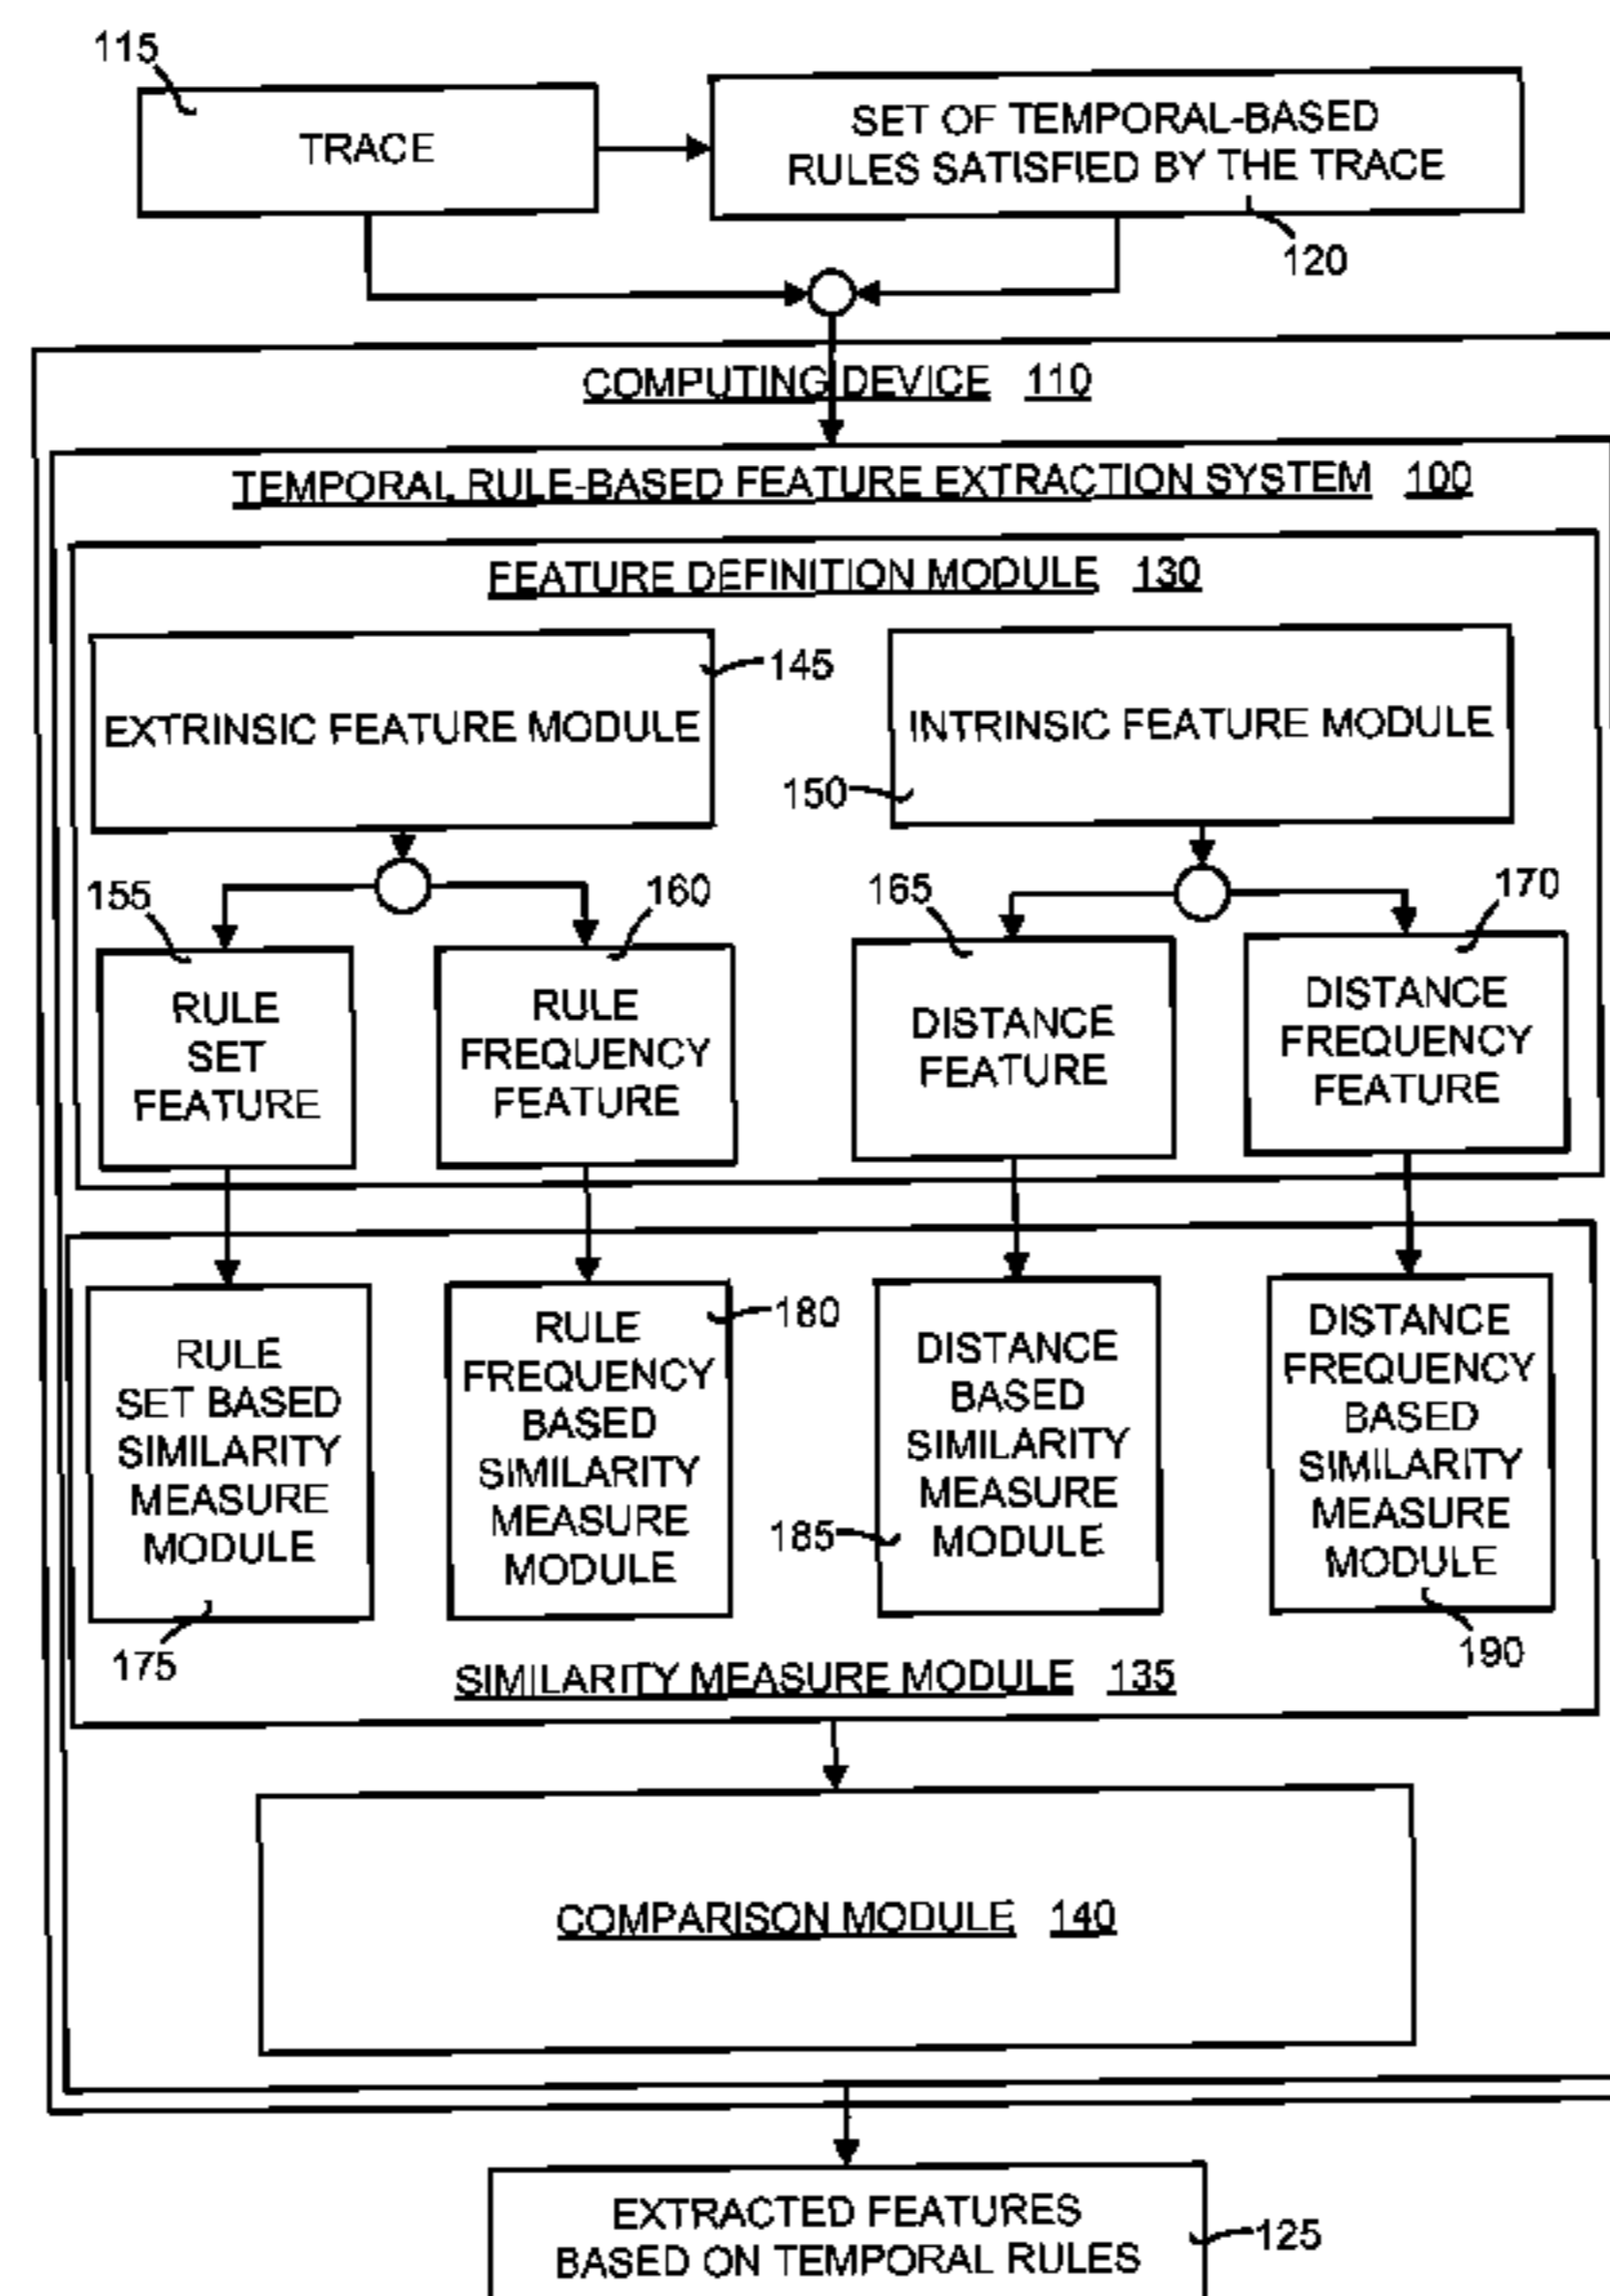 115
TRACE
SET OF TEMPORAL-BASED
RULES SATISFIED BY THE TRACE
120
COMPUTING DEVICE 110
TEMPORAL RULE-BASED FEATURE EXTRACTION SYSTEM 100
FEATURE DEFINITION MODULE 130
145
EXTRINSIC FEATURE MODULE
INTRINSIC FEATURE MODULE
150
155
160
165
170
RULE
SET
FEATURE
RULE
FREQUENCY
FEATURE
DISTANCE
FEATURE
DISTANCE
FREQUENCY
FEATURE
RULE
SET BASED
SIMILARITY
MEASURE
MODULE
175
RULE
FREQUENCY
BASED
SIMILARITY
MEASURE
MODULE
180
DISTANCE
BASED
SIMILARITY
MEASURE
MODULE
185
DISTANCE
FREQUENCY
BASED
SIMILARITY
MEASURE
MODULE
190
SIMILARITY MEASURE MODULE 135
COMPARISON MODULE 140
EXTRACTED FEATURES
BASED ON TEMPORAL RULES
125